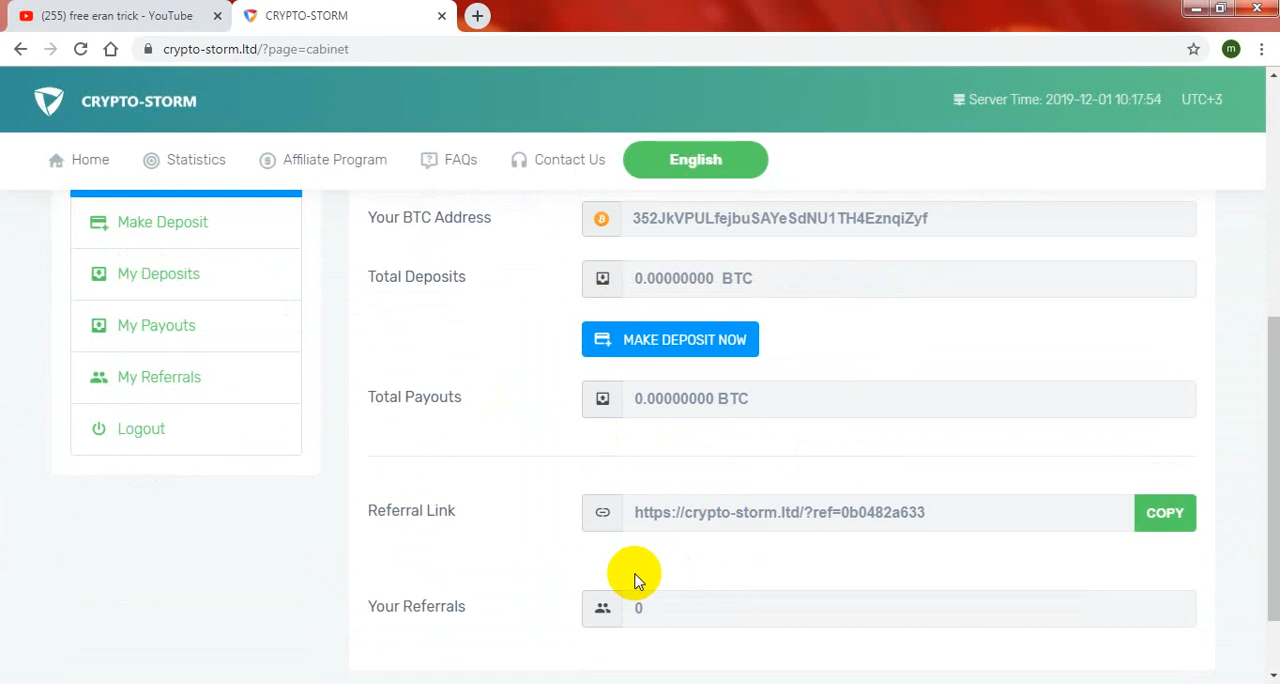 (255) free eran trick - YouTube
CRYPTO-STORM
crypto-storm.ltd/?page=cabinet
m
CRYPTO-STORM
Server Time: 2019-12-01 10:17:54 UTC+3
Home
Statistics
Affiliate Program
FAQs
Contact Us
English
Make Deposit
My Deposits
My Payouts
My Referrals
Logout
Your BTC Address
352JkVPULfejbuSAYeSdNU1TH4EznqiZyf
Total Deposits
0.00000000 BTC
MAKE DEPOSIT NOW
Total Payouts
0.00000000 BTC
Referral Link
https://crypto-storm.ltd/?ref=0b0482a633
COPY
Your Referrals
0